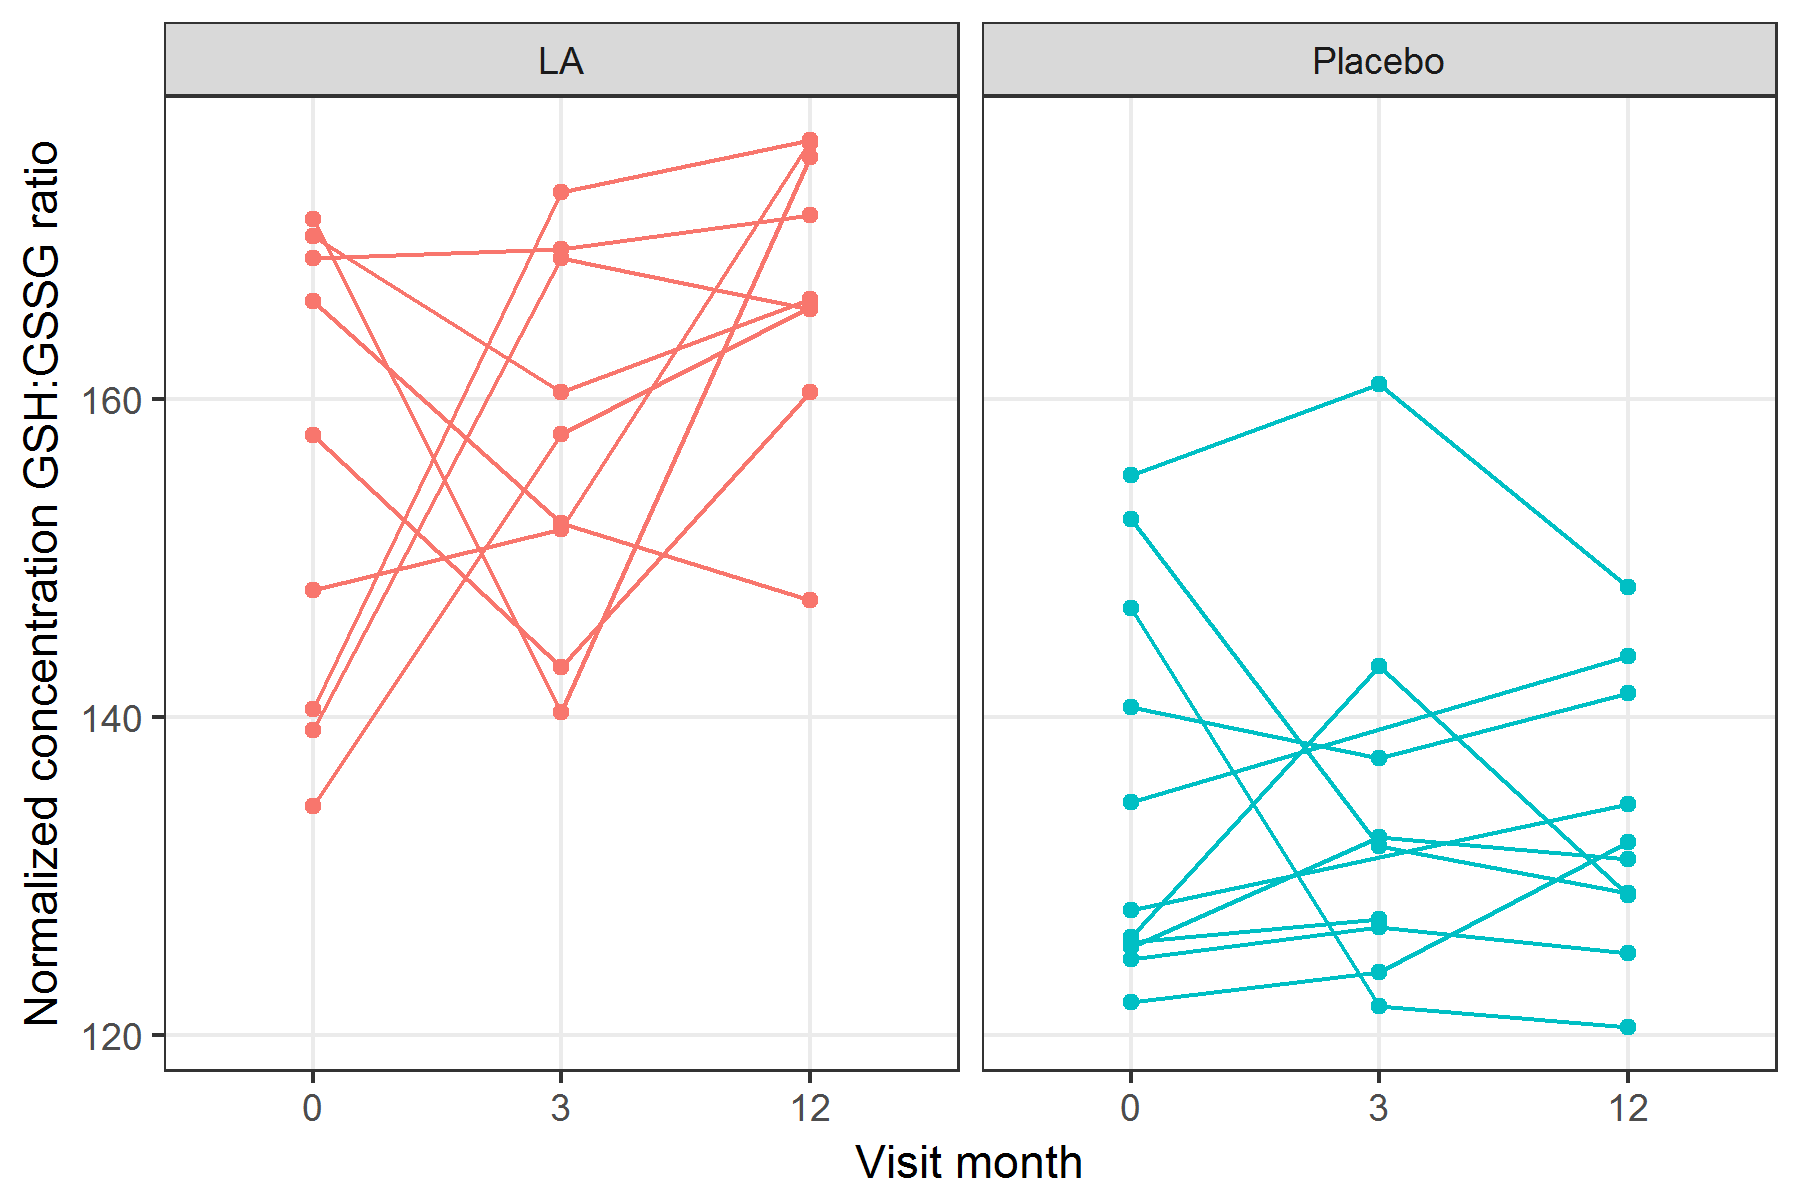 LA
Placebo
Normalized concentration GSH:GSSG ratio
160
140
120
0 3 12
0 3 12
Visit month